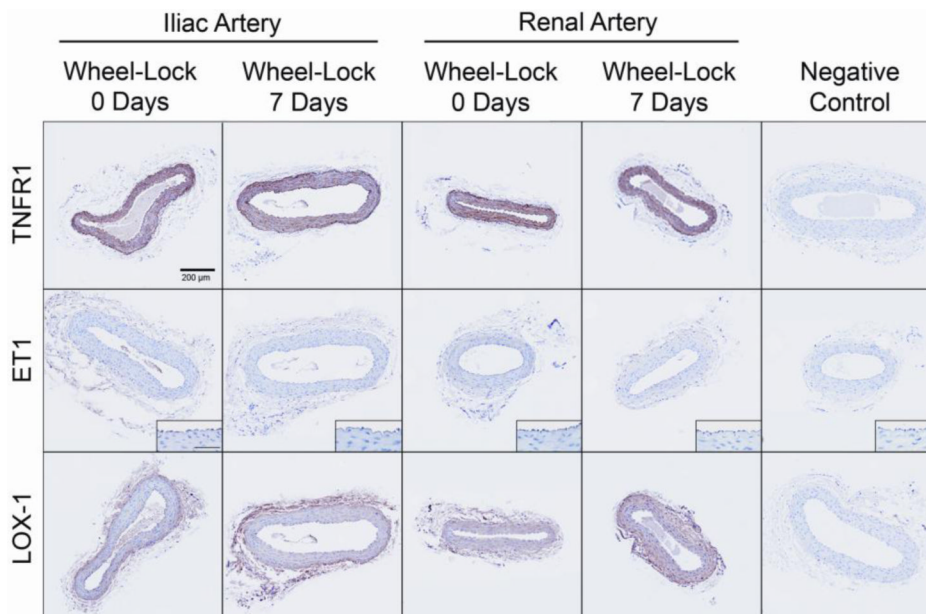 Iliac Artery
Renal Artery
Wheel-Lock
0 Days
Wheel-Lock
7 Days
Wheel-Lock
0 Days
Wheel-Lock
7 Days
Negative
Control
TNFR1
200 µm
ET1
LOX-1